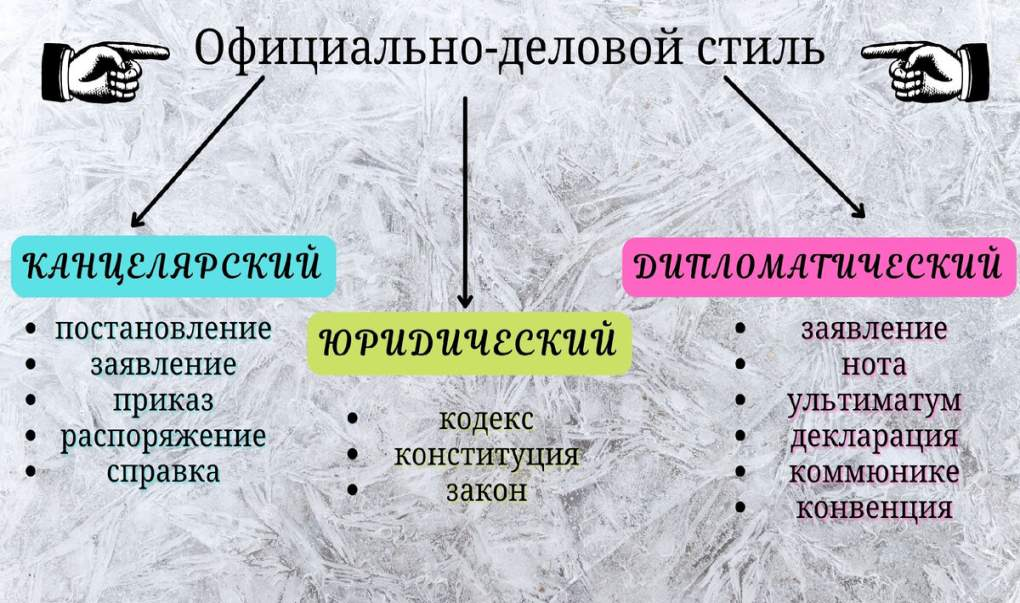 Официально-деловой стиль
КАНЦЕЛЯРСКИЙ
постановление
заявление
приказ
распоряжение
справка
ЮРИДИЧЕСКИЙ
кодекс
конституция
закон
ДИПЛОМАТИЧЕСКИЙ
заявление
нота
ультиматум
декларация
коммюнике
конвенция